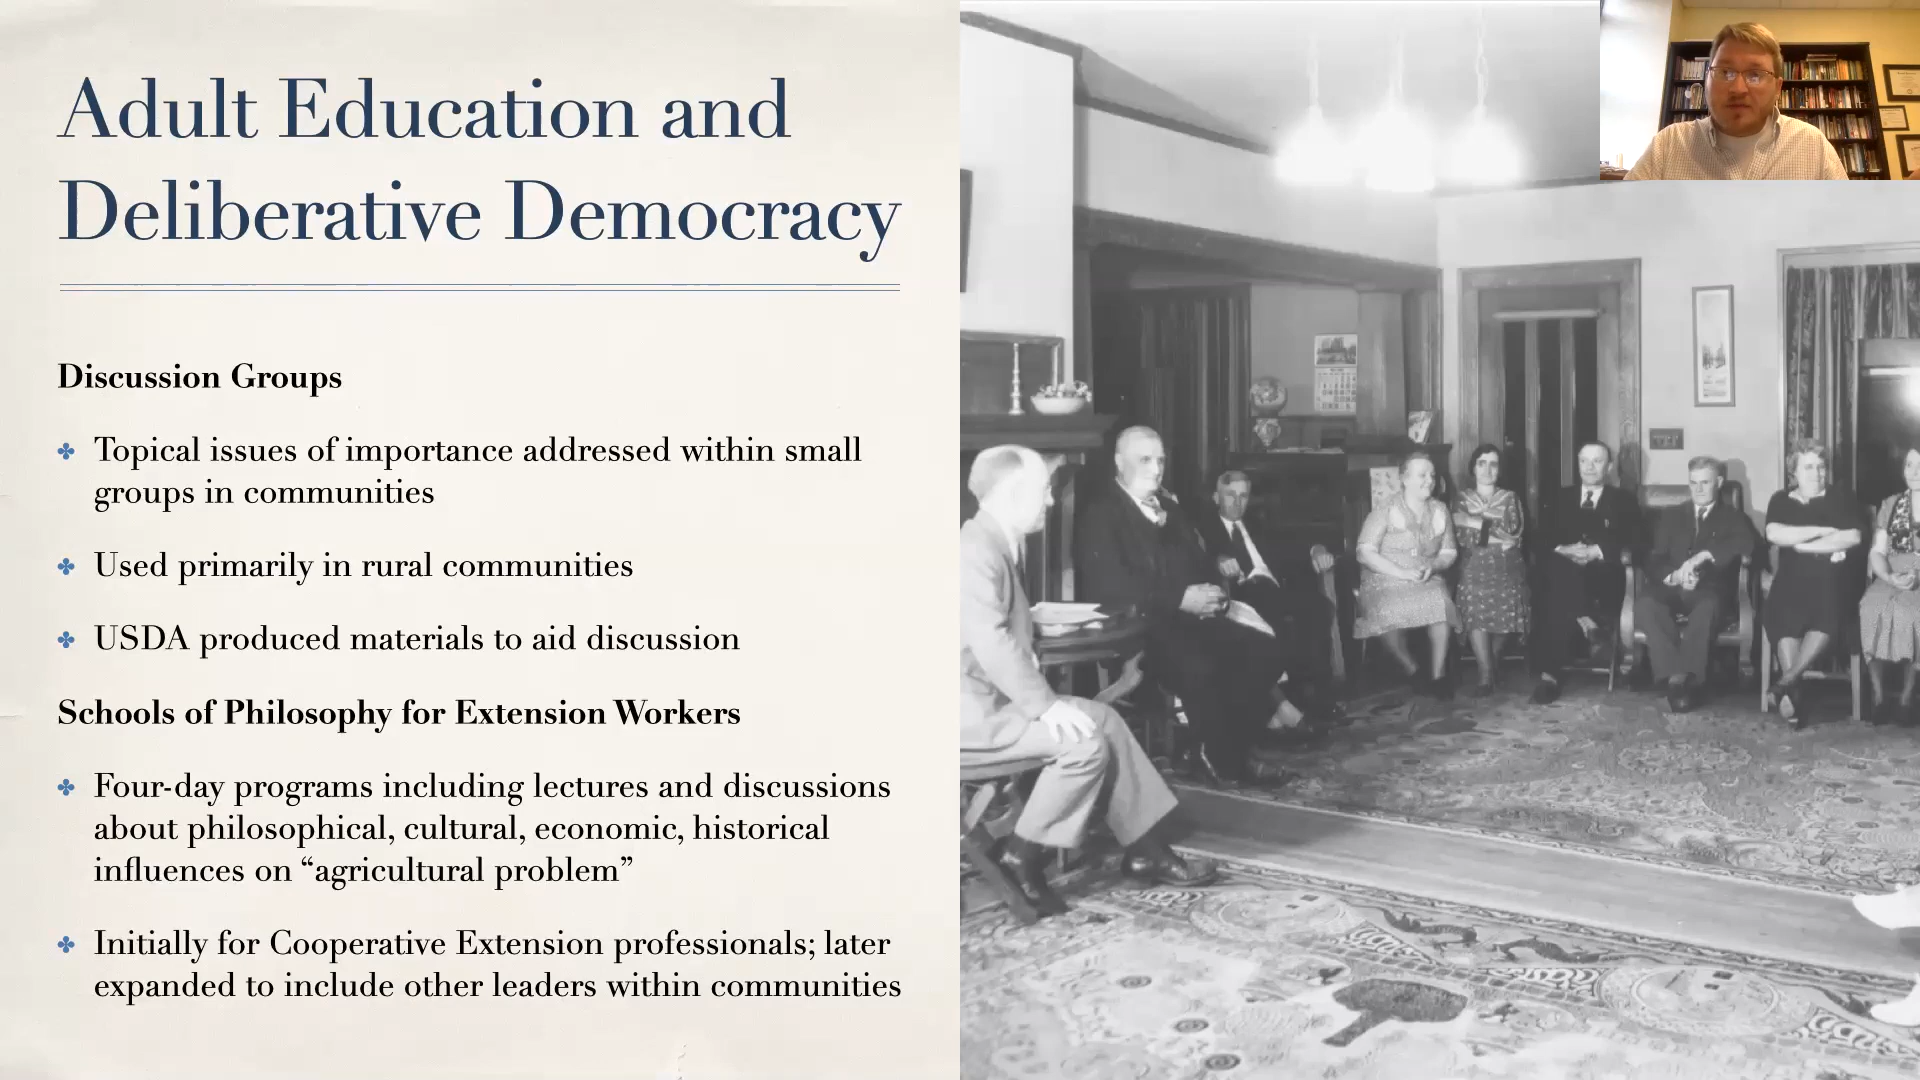 Adult Education and
Deliberative Democracy
Discussion Groups
Topical issues of importance addressed within small
groups in communities
Used primarily in rural communities
USDA produced materials to aid discussion
Schools of Philosophy for Extension Workers
Four-day programs including lectures and discussions
about philosophical, cultural, economic, historical
influences on “agricultural problem”
Initially for Cooperative Extension professionals; later
expanded to include other leaders within communities